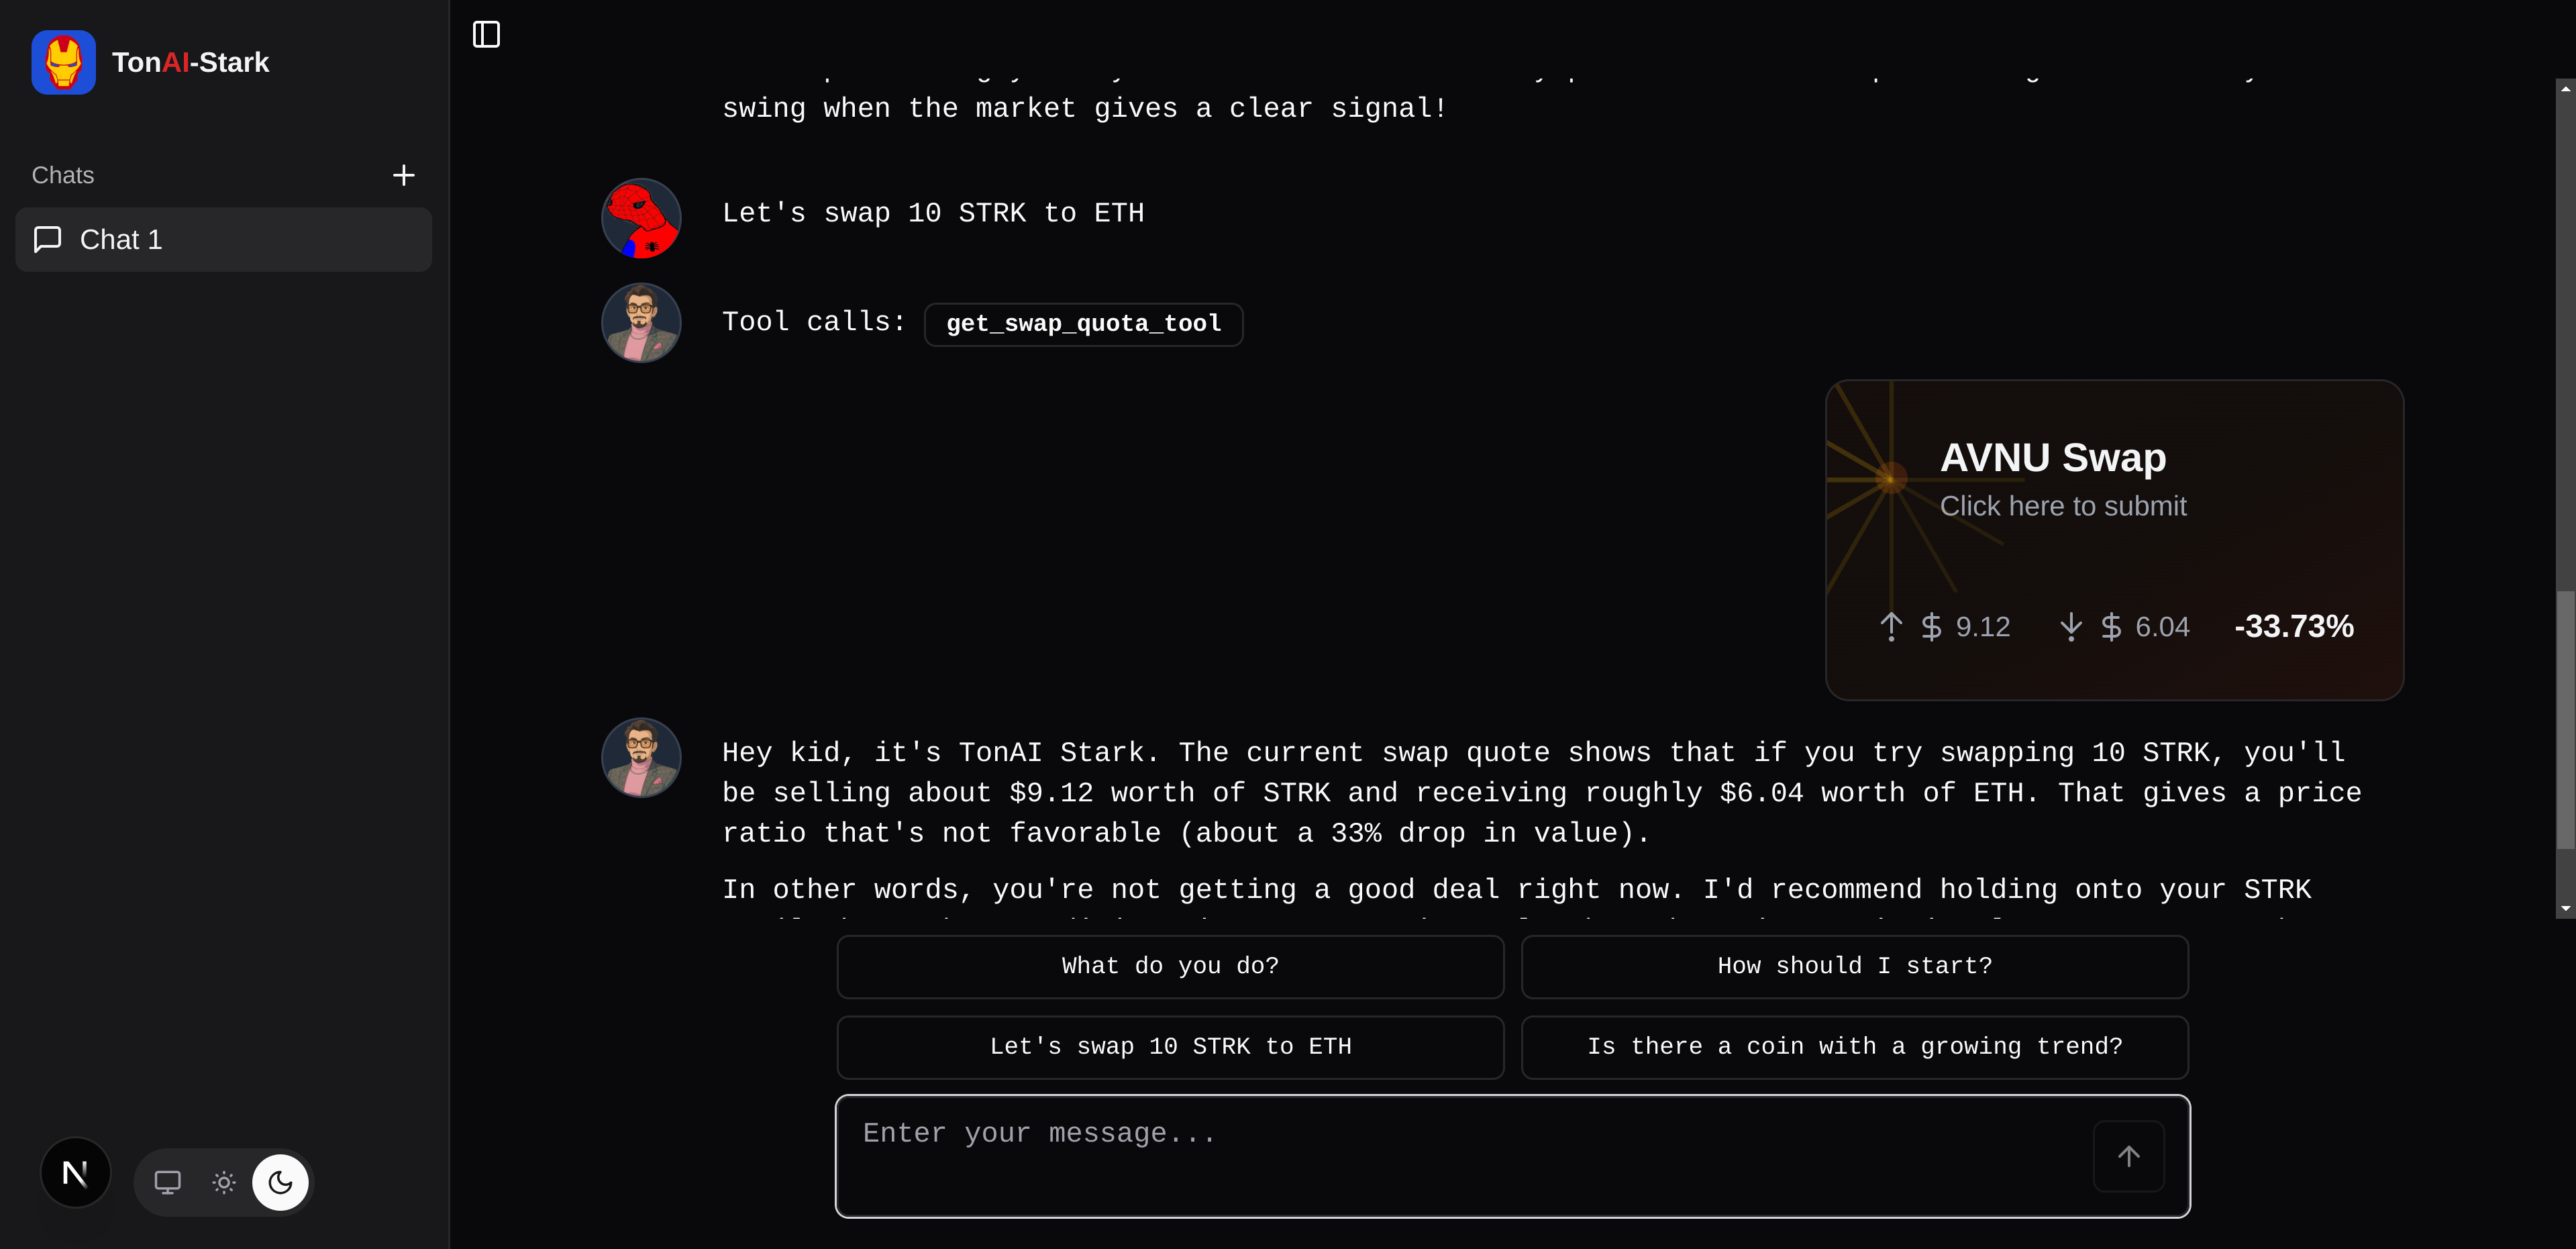 TonAI-Stark
Chats
Chat 1
swing when the market gives a clear signal!
Let's swap 10 STRK to ETH
Tool calls: get_swap_quota_tool
AVNU Swap
Click here to submit
$ 9.12 $ 6.04 -33.73%
Hey kid, it's TonAI Stark. The current swap quote shows that if you try swapping 10 STRK, you'll
be selling about $9.12 worth of STRK and receiving roughly $6.04 worth of ETH. That gives a price
ratio that's not favorable (about a 33% drop in value).
In other words, you're not getting a good deal right now. I'd recommend holding onto your STRK
What do you do?
How should I start?
Let's swap 10 STRK to ETH
Is there a coin with a growing trend?
Enter your message...
N